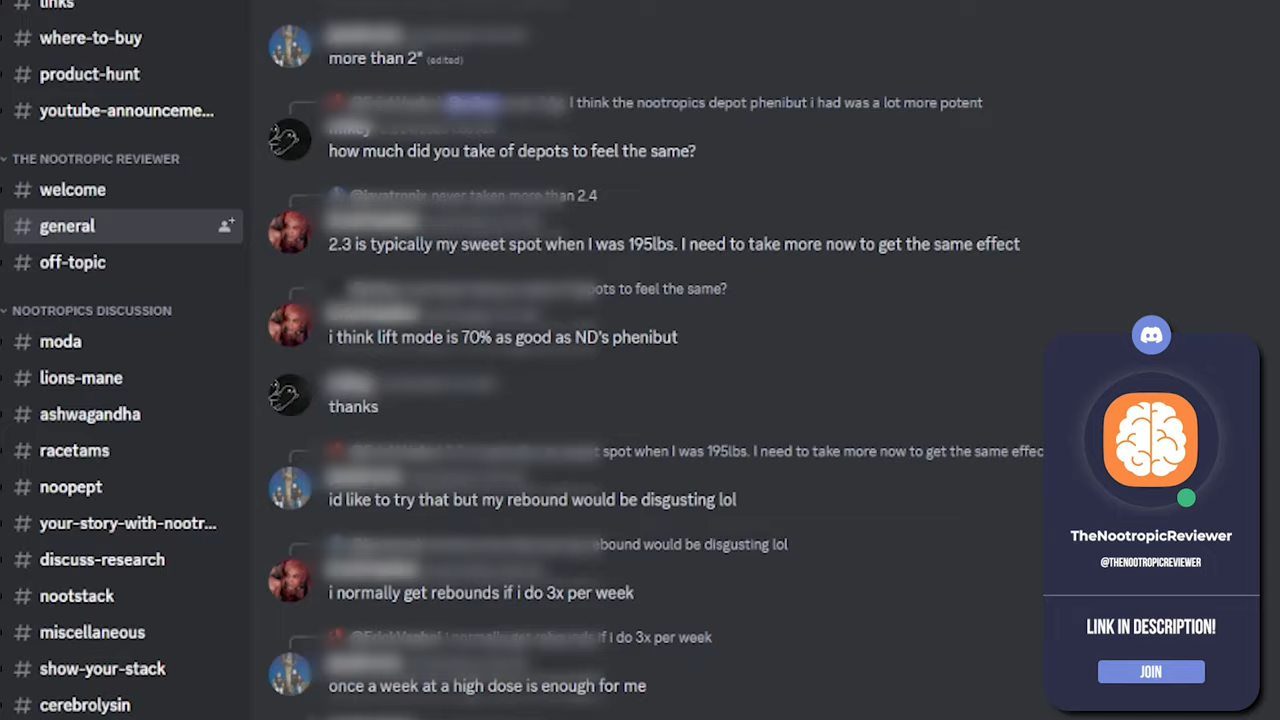 # links
# where-to-buy
# product-hunt
# youtube-announceme...
THE NOOTROPIC REVIEWER
# welcome
# general
# off-topic
NOOTROPICS DISCUSSION
# moda
# lions-mane
# ashwagandha
# racetams
# noopept
# your-story-with-nootr...
# discuss-research
# nootstack
# miscellaneous
# show-your-stack
# cerebrolysin
more than 2* (edited)
I think the nootropics depot phenibut i had was a lot more potent
how much did you take of depots to feel the same?
never taken more than 2.4
2.3 is typically my sweet spot when I was 195lbs. I need to take more now to get the same effect
ots to feel the same?
i think lift mode is 70% as good as ND's phenibut
thanks
spot when I was 195lbs. I need to take more now to get the same effec
id like to try that but my rebound would be disgusting lol
ebound would be disgusting lol
i normally get rebounds if i do 3x per week
i normally get rebounds if i do 3x per week
once a week at a high dose is enough for me
TheNootropicReviewer
@THENOOTROPICREVIEWER
LINK IN DESCRIPTION!
JOIN